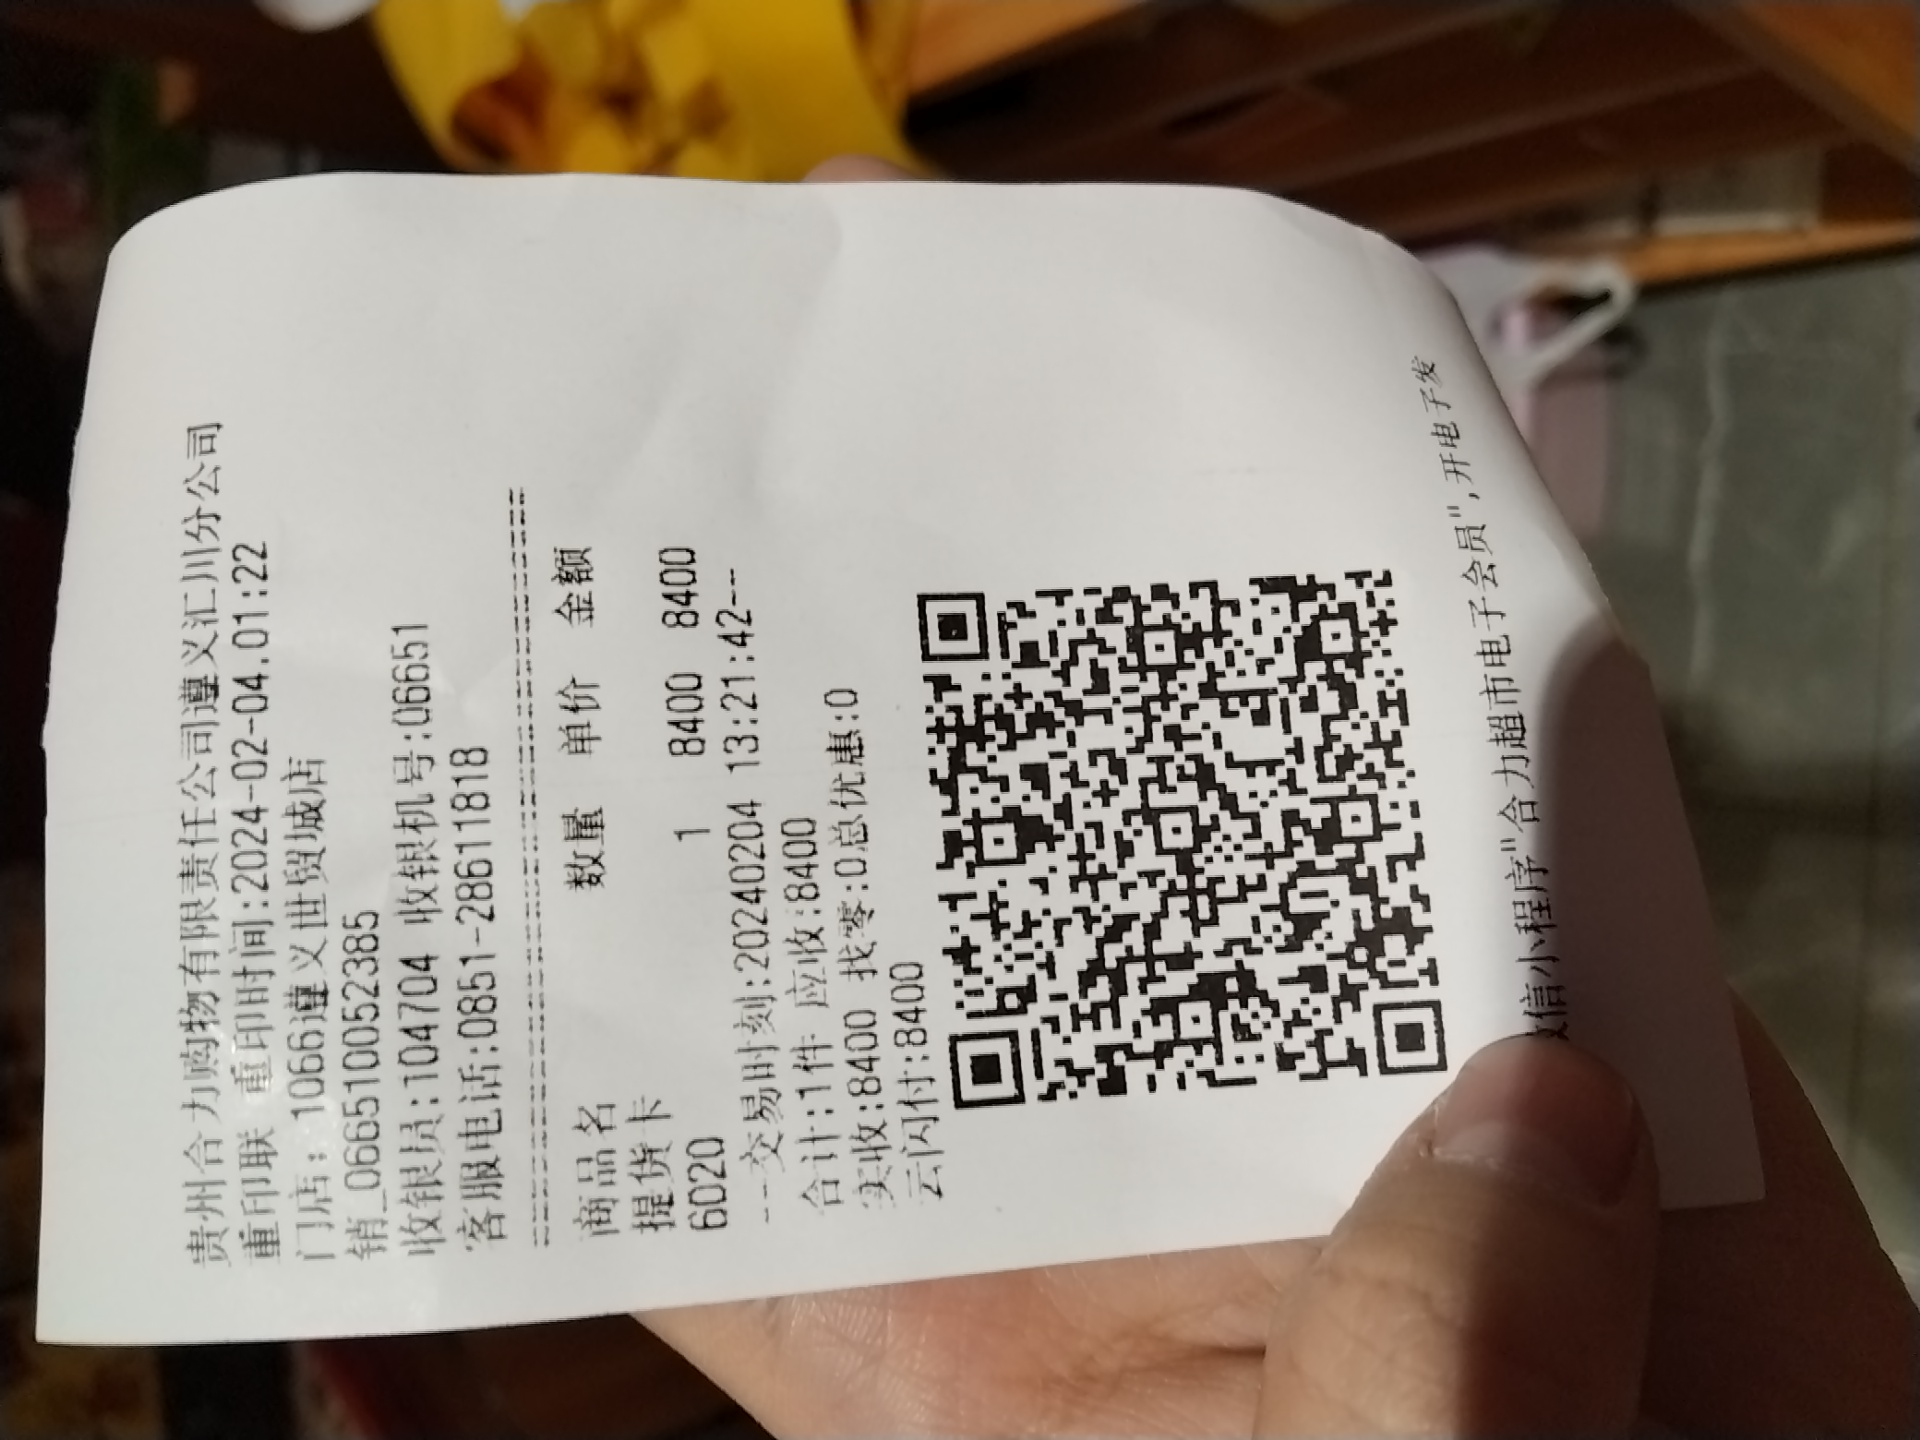 贵州合力购物有限责任公司遵义汇川分公司
重印联 重印时间:2024-02-04.01:22
门店:1066遵义世贸城店
销_066510052385
收银员:104704 收银机号:06651
客服电话:0851-28611818
================================
商品名 数量 单价 金额
提货卡
6020 1 8400 8400
---交易时刻:20240204 13:21:42---
合计:1件 应收:8400
实收:8400 找零:0总优惠:0
云闪付:8400
信小程序"合力超市电子会员",开电子发